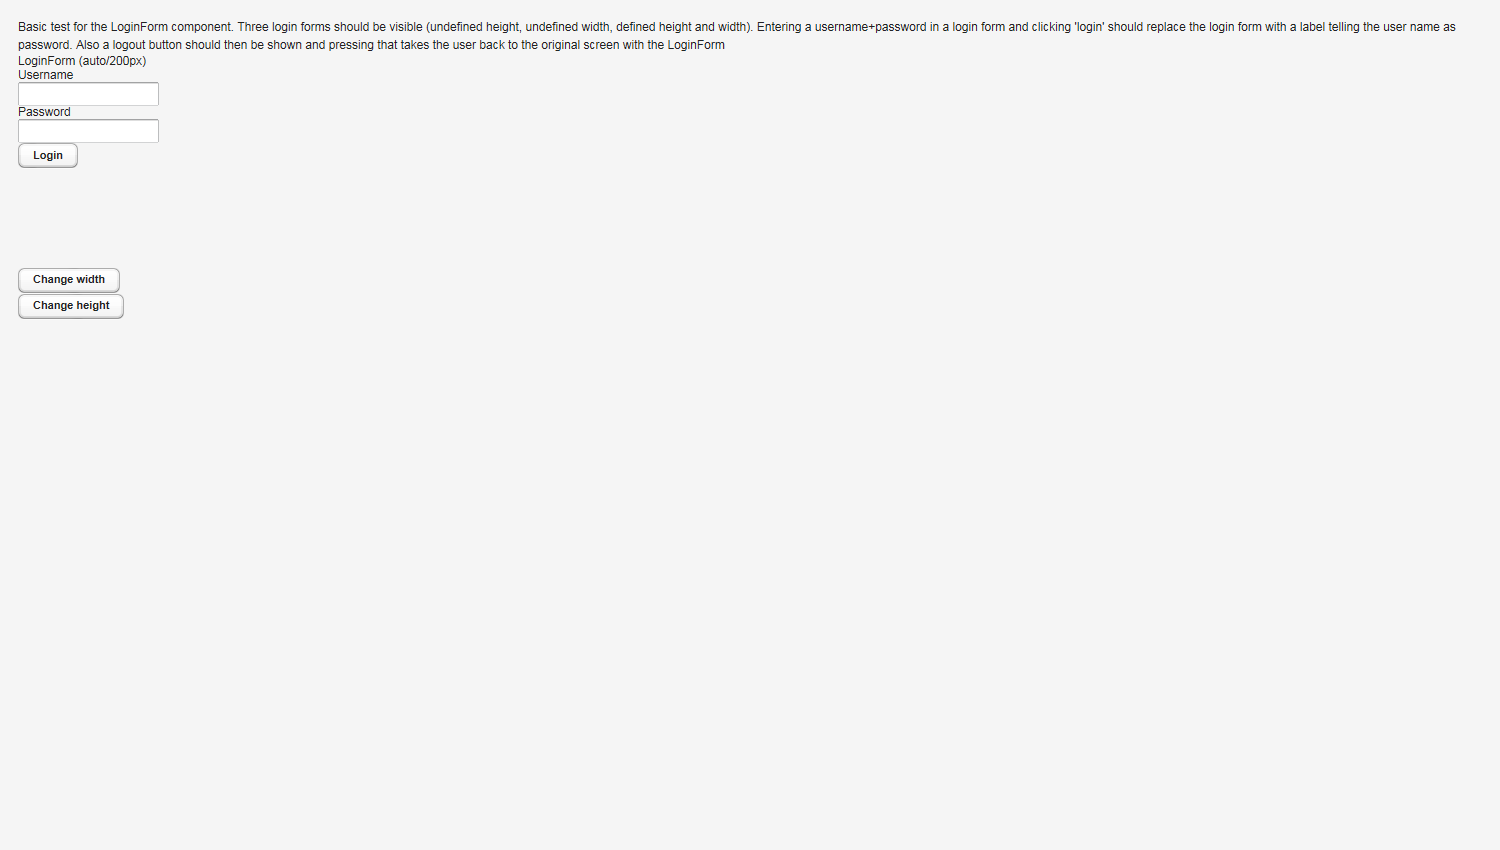 Basic test for the LoginForm component. Three login forms should be visible (undefined height, undefined width, defined height and width). Entering a username+password in a login form and clicking 'login' should replace the login form with a label telling the user name as
password. Also a logout button should then be shown and pressing that takes the user back to the original screen with the LoginForm
LoginForm (auto/200px)
Username
Password
Login
Change width
Change height